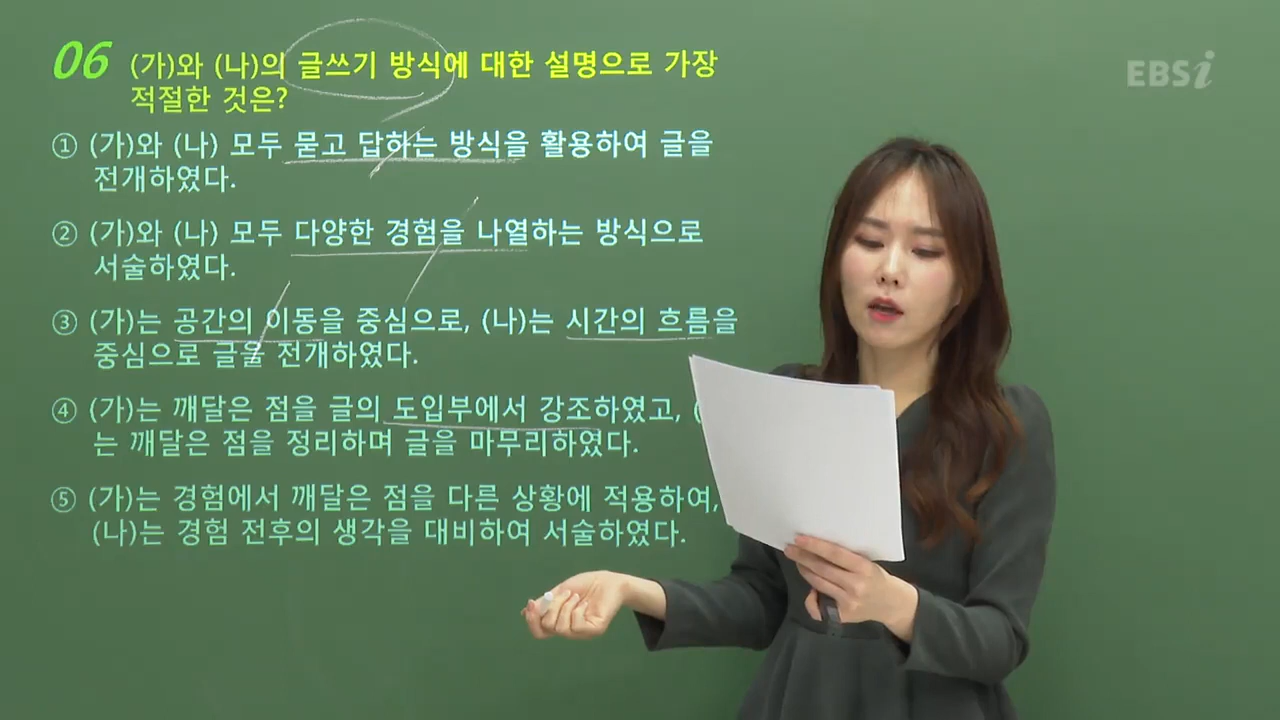 06 (가)와 (나)의 글쓰기 방식에 대한 설명으로 가장
적절한 것은?
① (가)와 (나) 모두 묻고 답하는 방식을 활용하여 글을
전개하였다.
② (가)와 (나) 모두 다양한 경험을 나열하는 방식으로
서술하였다.
③ (가)는 공간의 이동을 중심으로, (나)는 시간의 흐름을
중심으로 글을 전개하였다.
④ (가)는 깨달은 점을 글의 도입부에서 강조하였고, (
는 깨달은 점을 정리하며 글을 마무리하였다.
⑤ (가)는 경험에서 깨달은 점을 다른 상황에 적용하여,
(나)는 경험 전후의 생각을 대비하여 서술하였다.
EBSi